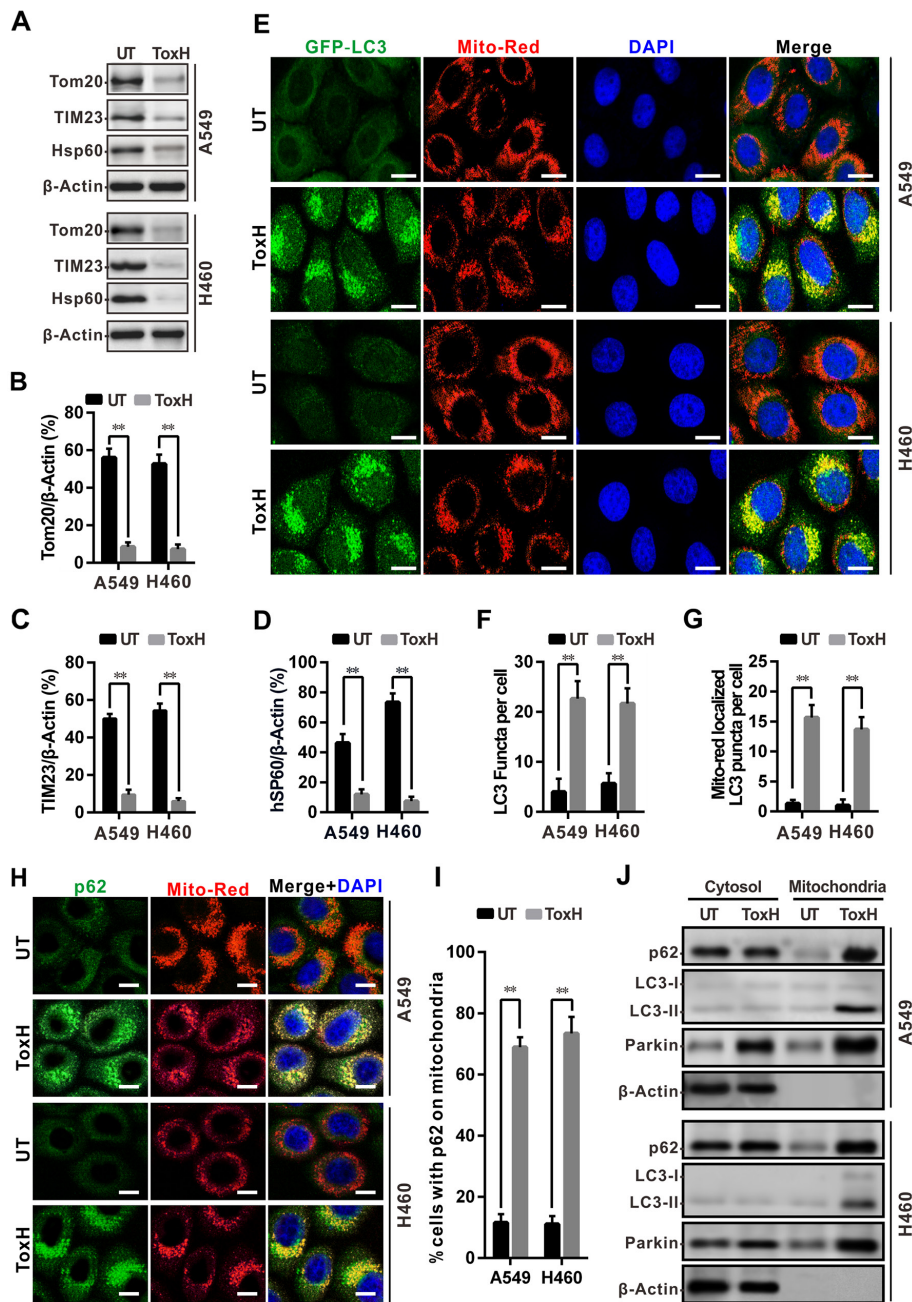 A
UT ToxH
Tom20
TIM23
Hsp60
β-Actin
A549
Tom20
TIM23
Hsp60
β-Actin
H460
B
UT ToxH
Tom20/β-Actin (%)
80
60
40
20
0
**
**
A549 H460
C
UT ToxH
TIM23/β-Actin (%)
80
60
40
20
0
**
**
A549 H460
D
UT ToxH
hSP60/β-Actin (%)
100
80
60
40
20
0
**
**
A549 H460
E
GFP-LC3 Mito-Red DAPI Merge
UT
ToxH
A549
UT
ToxH
H460
F
UT ToxH
LC3 Functa per cell
30
20
10
0
**
**
A549 H460
G
UT ToxH
Mito-red localized
LC3 puncta per cell
20
15
10
5
0
**
**
A549 H460
H
p62 Mito-Red Merge+DAPI
UT
ToxH
A549
UT
ToxH
H460
I
UT
ToxH
% cells with p62 on mitochondria
100
80
60
40
20
0
**
**
A549 H460
J
Cytosol Mitochondria
UT ToxH UT ToxH
p62
LC3-I
LC3-II
Parkin
β-Actin
A549
p62
LC3-I
LC3-II
Parkin
β-Actin
H460